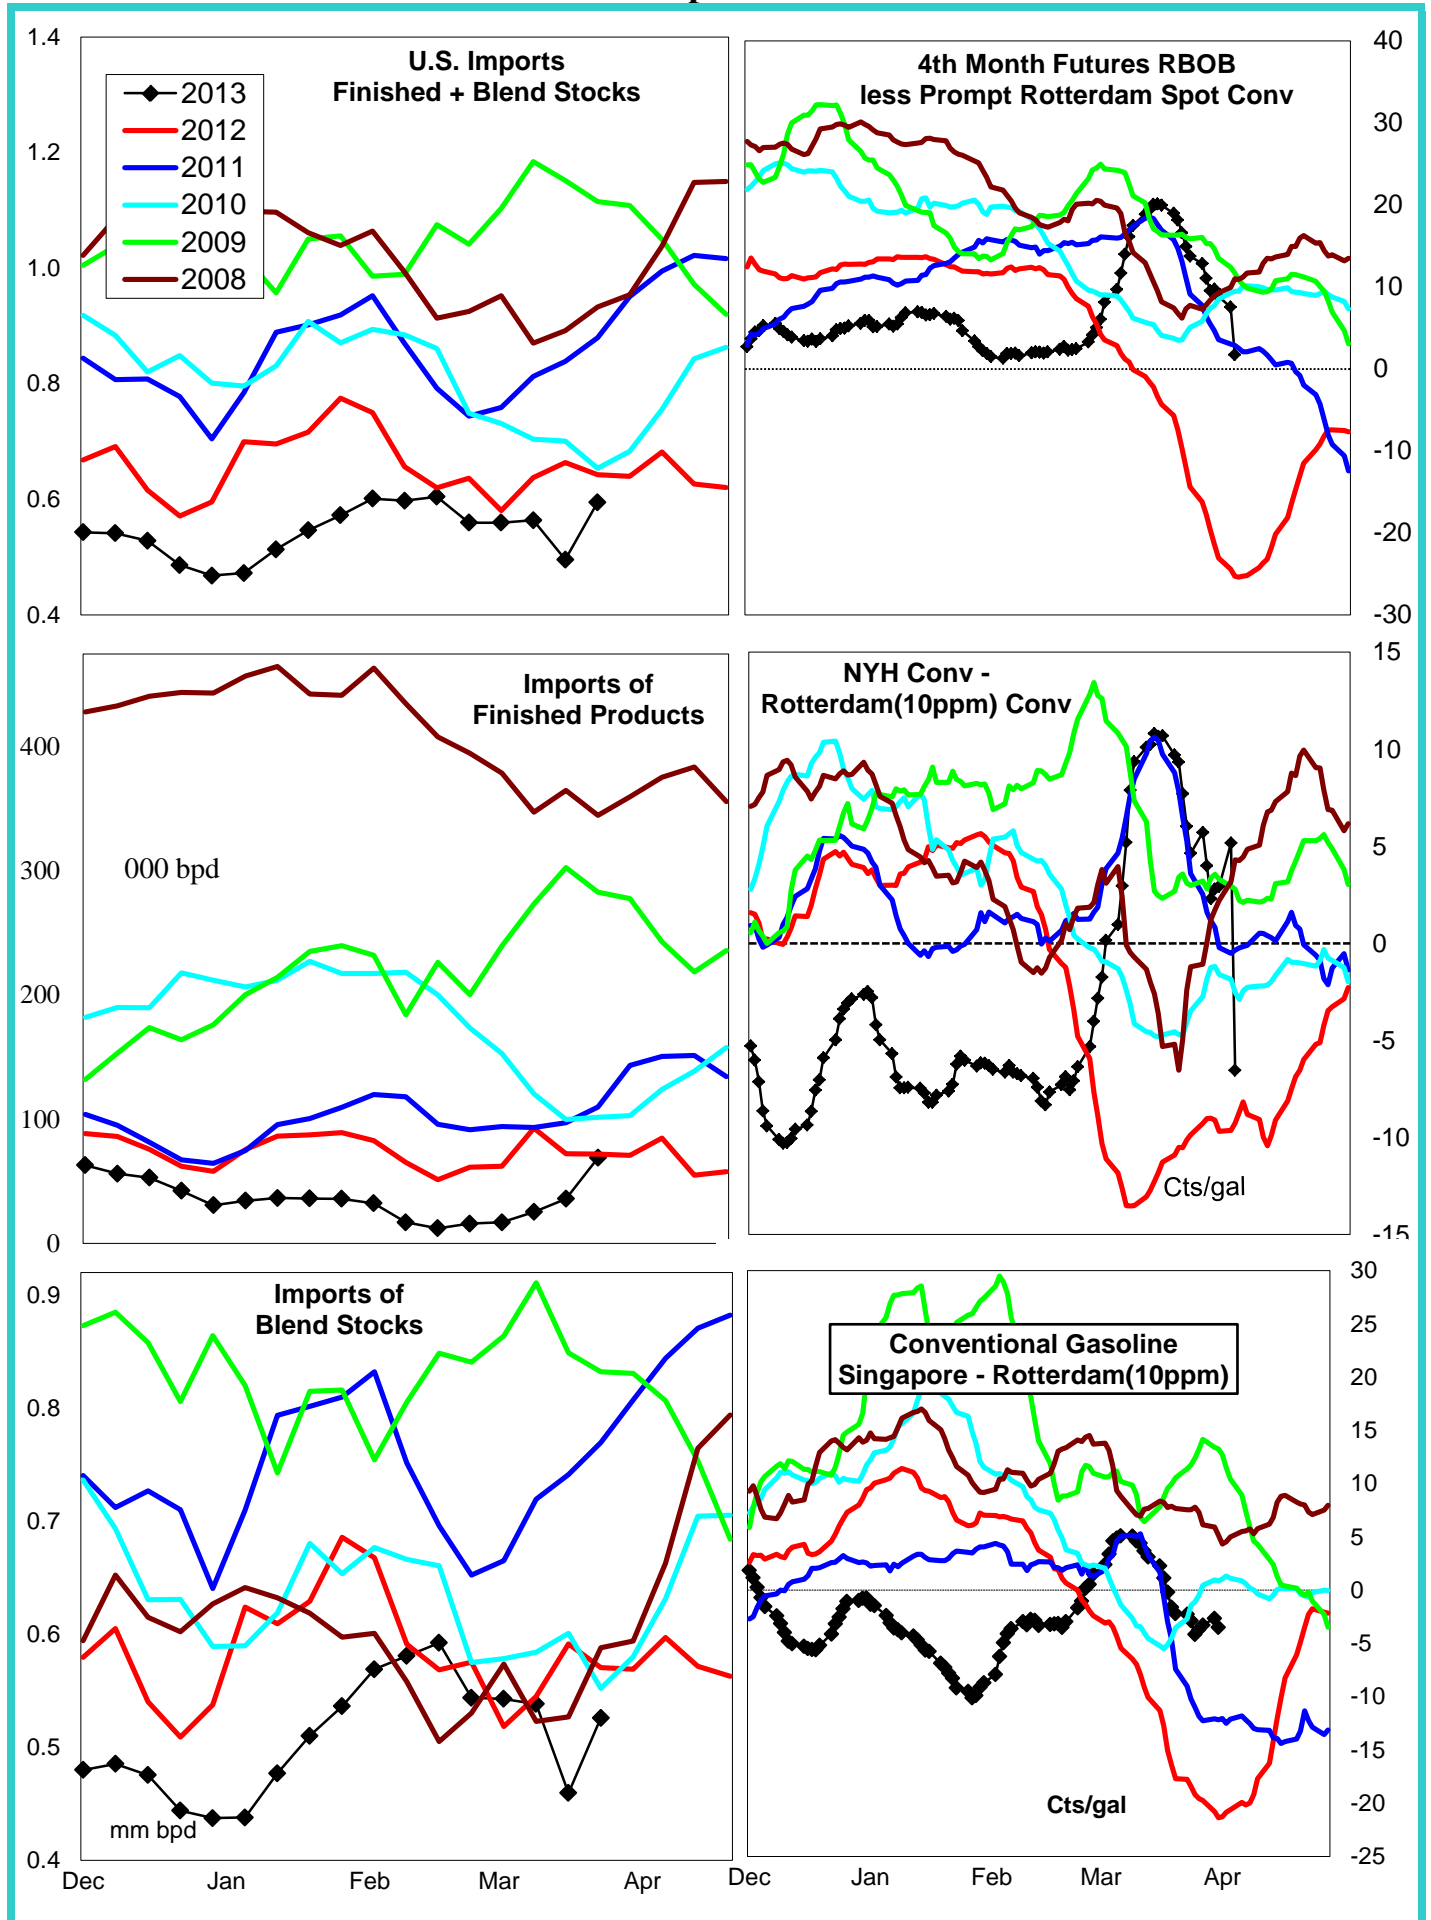 U.S. Imports
Finished + Blend Stocks
1.4
1.2
1.0
0.8
0.6
0.4
2013
2012
2011
2010
2009
2008
4th Month Futures RBOB
less Prompt Rotterdam Spot Conv
40
30
20
10
0
-10
-20
-30
Imports of
Finished Products
000 bpd
400
300
200
100
0
NYH Conv -
Rotterdam(10ppm) Conv
15
10
5
0
-5
-10
-15
Cts/gal
Imports of
Blend Stocks
0.9
0.8
0.7
0.6
0.5
0.4
mm bpd
Dec Jan Feb Mar Apr
Conventional Gasoline
Singapore - Rotterdam(10ppm)
30
25
20
15
10
5
0
-5
-10
-15
-20
-25
Cts/gal
Dec Jan Feb Mar Apr